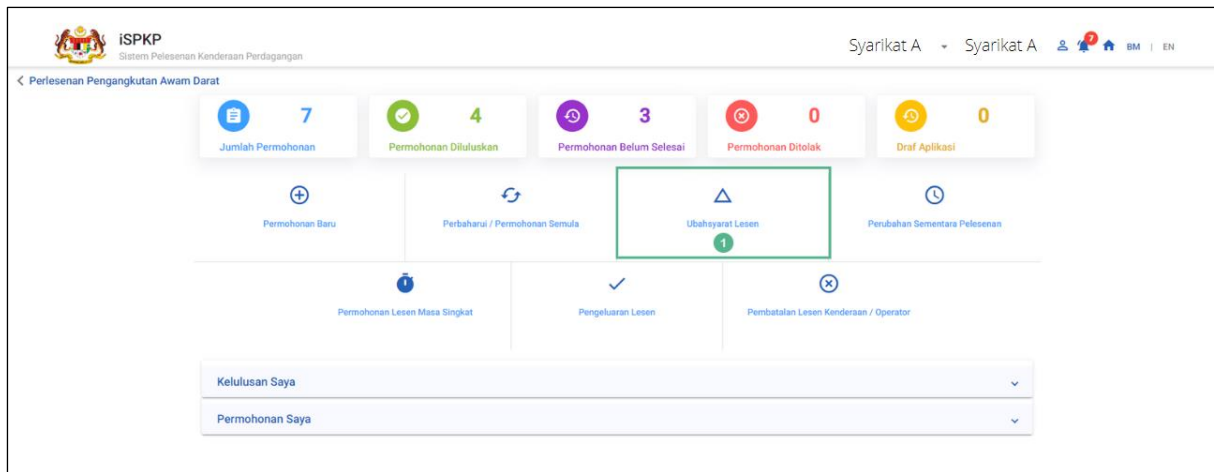 iSPKP
Sistem Pelesenan Kenderaan Perdagangan
Syarikat A Syarikat A 7 BM | EN
Perlesenan Pengangkutan Awam Darat
7 4 3 0 0
Jumlah Permohonan Permohonan Diluluskan Permohonan Belum Selesai Permohonan Ditolak Draf Aplikasi
Permohonan Baru Perbaharui / Permohonan Semula Ubahsyarat Lesen Perubahan Sementara Pelesenan
1
Permohonan Lesen Masa Singkat Pengeluaran Lesen Pembatalan Lesen Kenderaan / Operator
Kelulusan Saya
Permohonan Saya